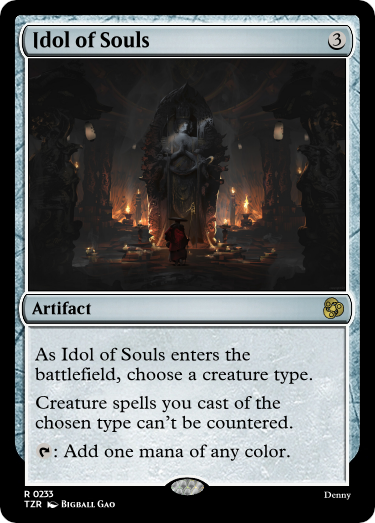 Idol of Souls 3
Artifact
As Idol of Souls enters the
battlefield, choose a creature type.
Creature spells you cast of the
chosen type can't be countered.
: Add one mana of any color.
R 0233
TZR Bigball Gao
Denny